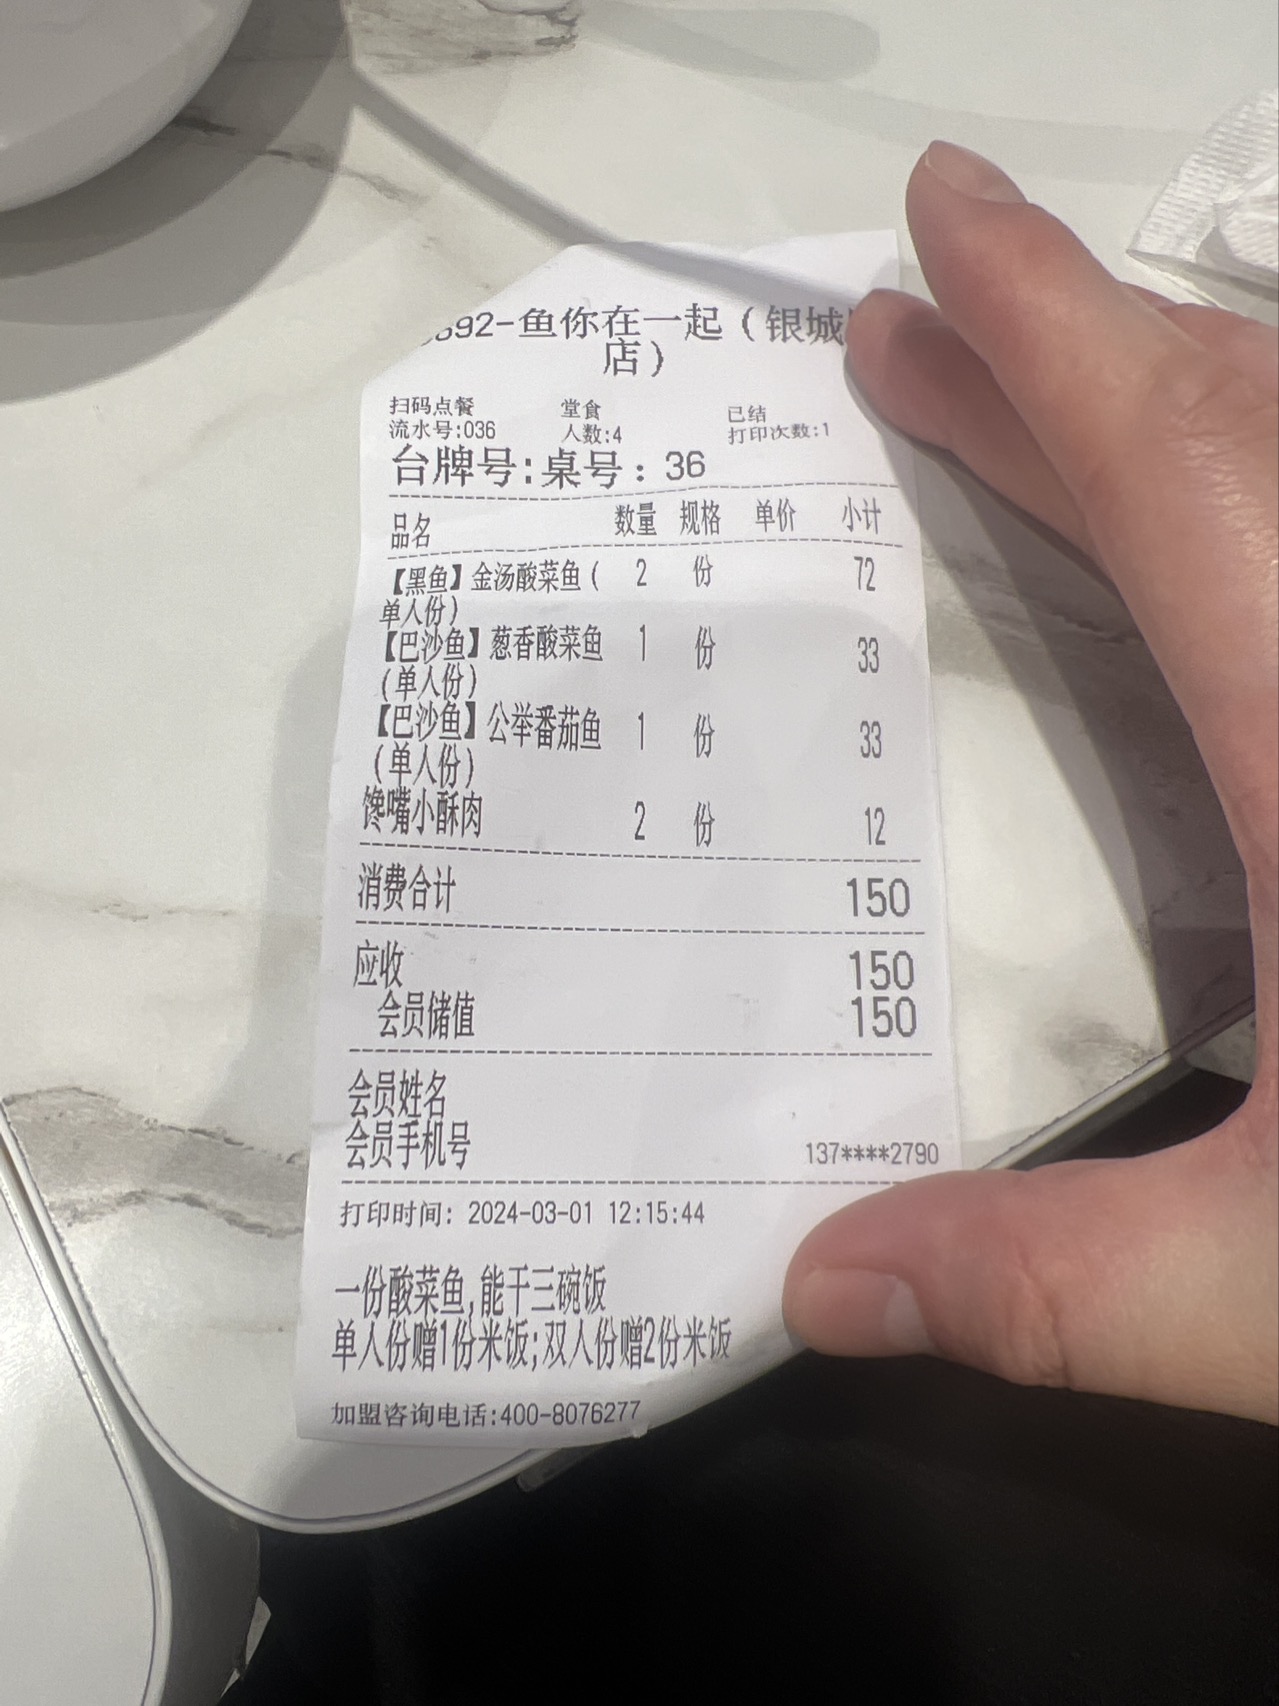 692-鱼你在一起（银城
店）
扫码点餐 堂食 已结
流水号:036 人数:4 打印次数:1
台牌号:桌号：36
品名 数量 规格 单价 小计
【黑鱼】金汤酸菜鱼( 2 份 72
单人份)
【巴沙鱼】葱香酸菜鱼 1 份 33
(单人份)
【巴沙鱼】公举番茄鱼 1 份 33
(单人份)
馋嘴小酥肉 2 份 12
消费合计 150
应收 150
会员储值 150
会员姓名
会员手机号 137****2790
打印时间: 2024-03-01 12:15:44
一份酸菜鱼,能干三碗饭
单人份赠1份米饭;双人份赠2份米饭
加盟咨询电话:400-8076277